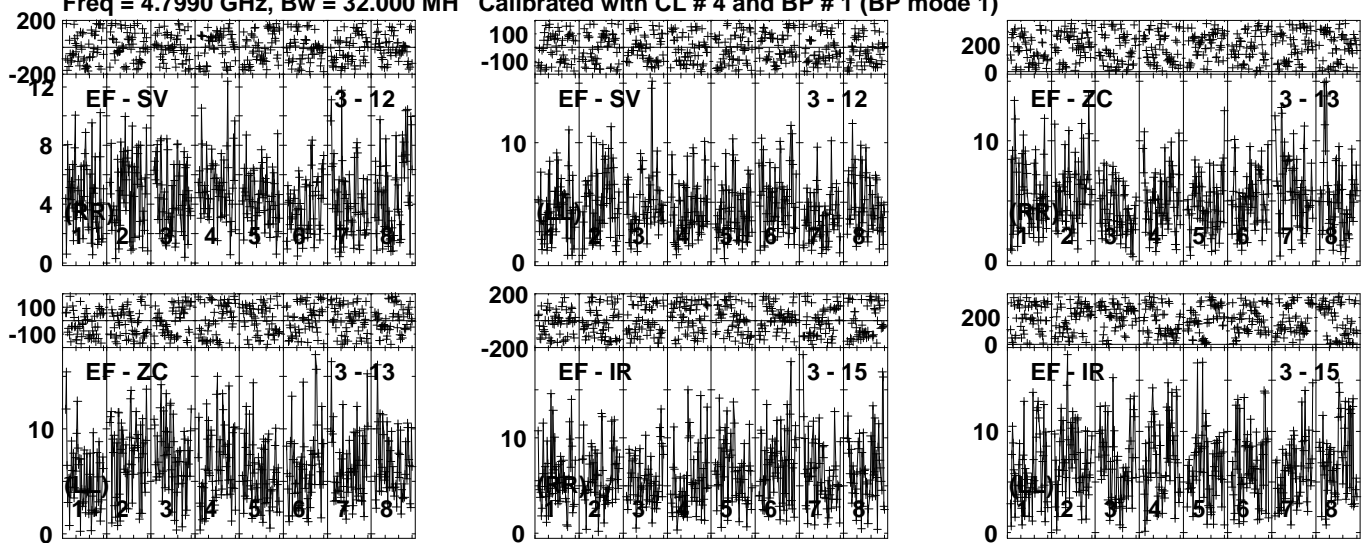 Freq = 4.7990 GHz, Bw = 32.000 MH Calibrated with CL # 4 and BP # 1 (BP mode 1)
200
-200
12
8
4
0
EF - SV 3 - 12
(RR)
1 2 3 4 5 6 7 8
100
-100
10
0
EF - SV 3 - 12
(LL)
1 2 3 4 5 6 7 8
200
0
10
0
EF - ZC 3 - 13
(RR)
1 2 3 4 5 6 7 8
100
-100
10
0
EF - ZC 3 - 13
(LL)
1 2 3 4 5 6 7 8
200
-200
10
0
EF - IR 3 - 15
(RR)
1 2 3 4 5 6 7 8
200
0
10
0
EF - IR 3 - 15
(LL)
1 2 3 4 5 6 7 8